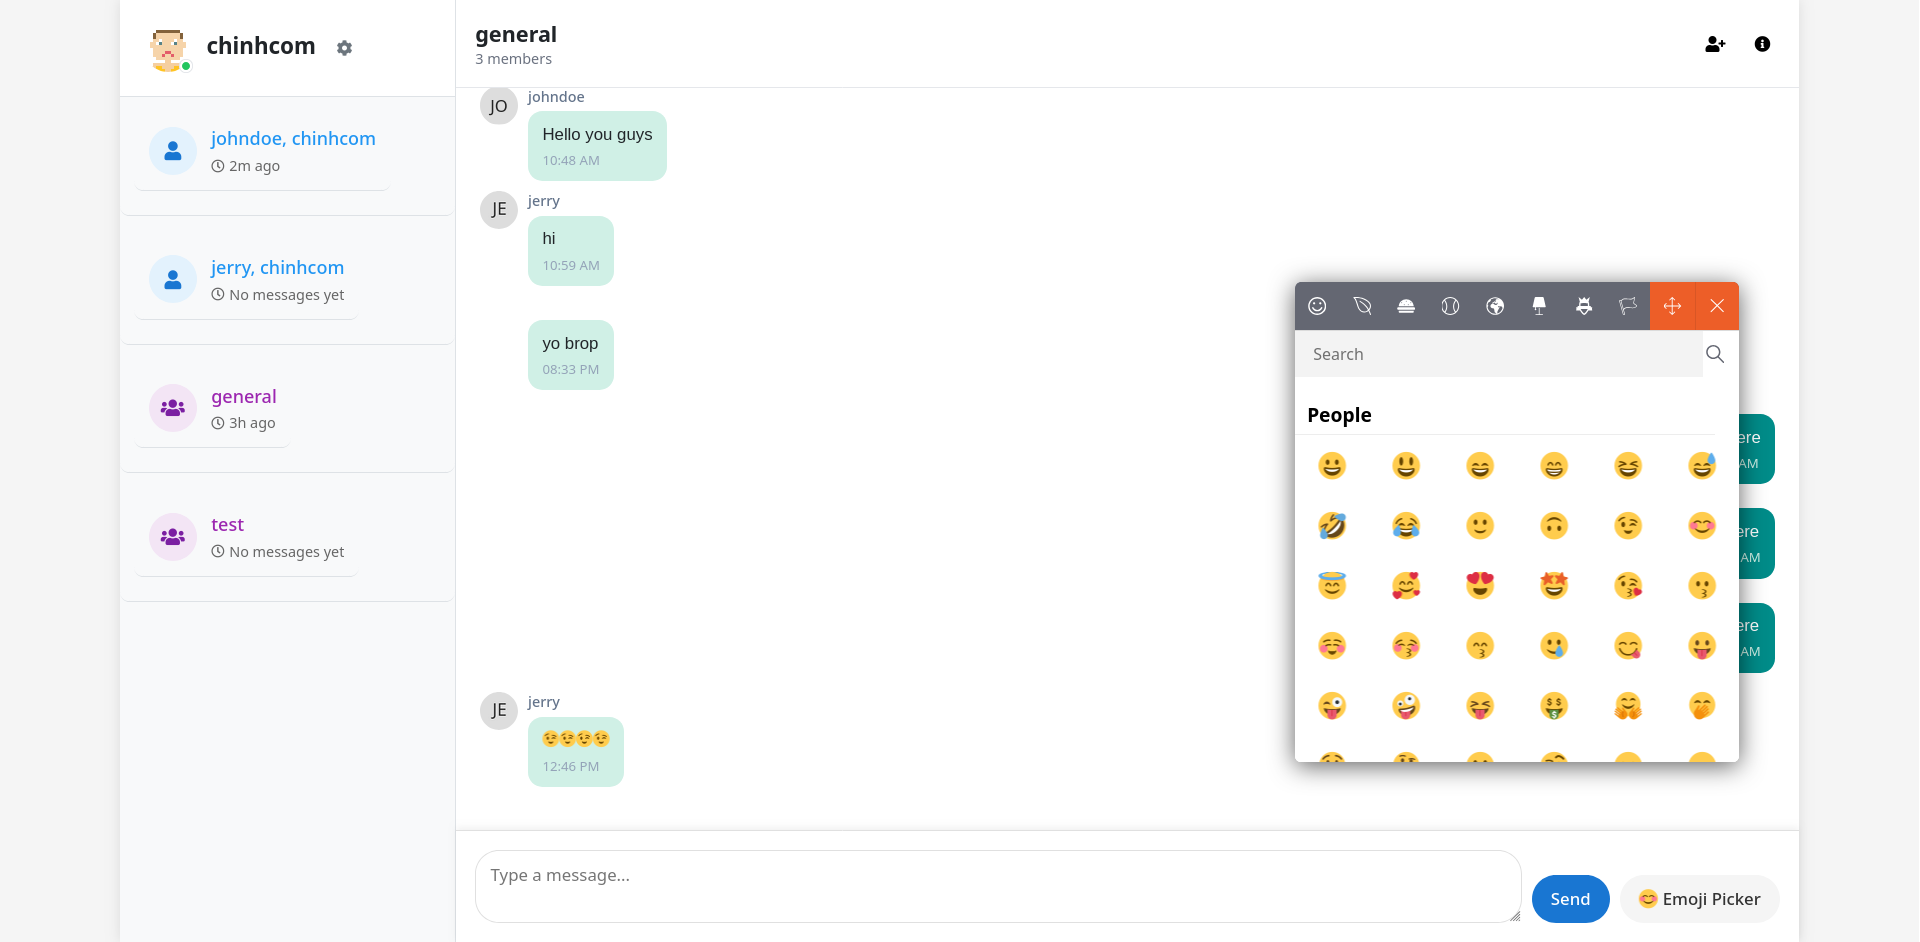 chinhcom
johndoe, chinhcom
2m ago
jerry, chinhcom
No messages yet
general
3h ago
test
No messages yet
general
3 members
JO
johndoe
Hello you guys
10:48 AM
JE
jerry
hi
10:59 AM
yo brop
08:33 PM
ere
AM
ere
AM
ere
AM
JE
jerry
😉😉😉😉
12:46 PM
Search
People
Type a message...
Send
😊 Emoji Picker